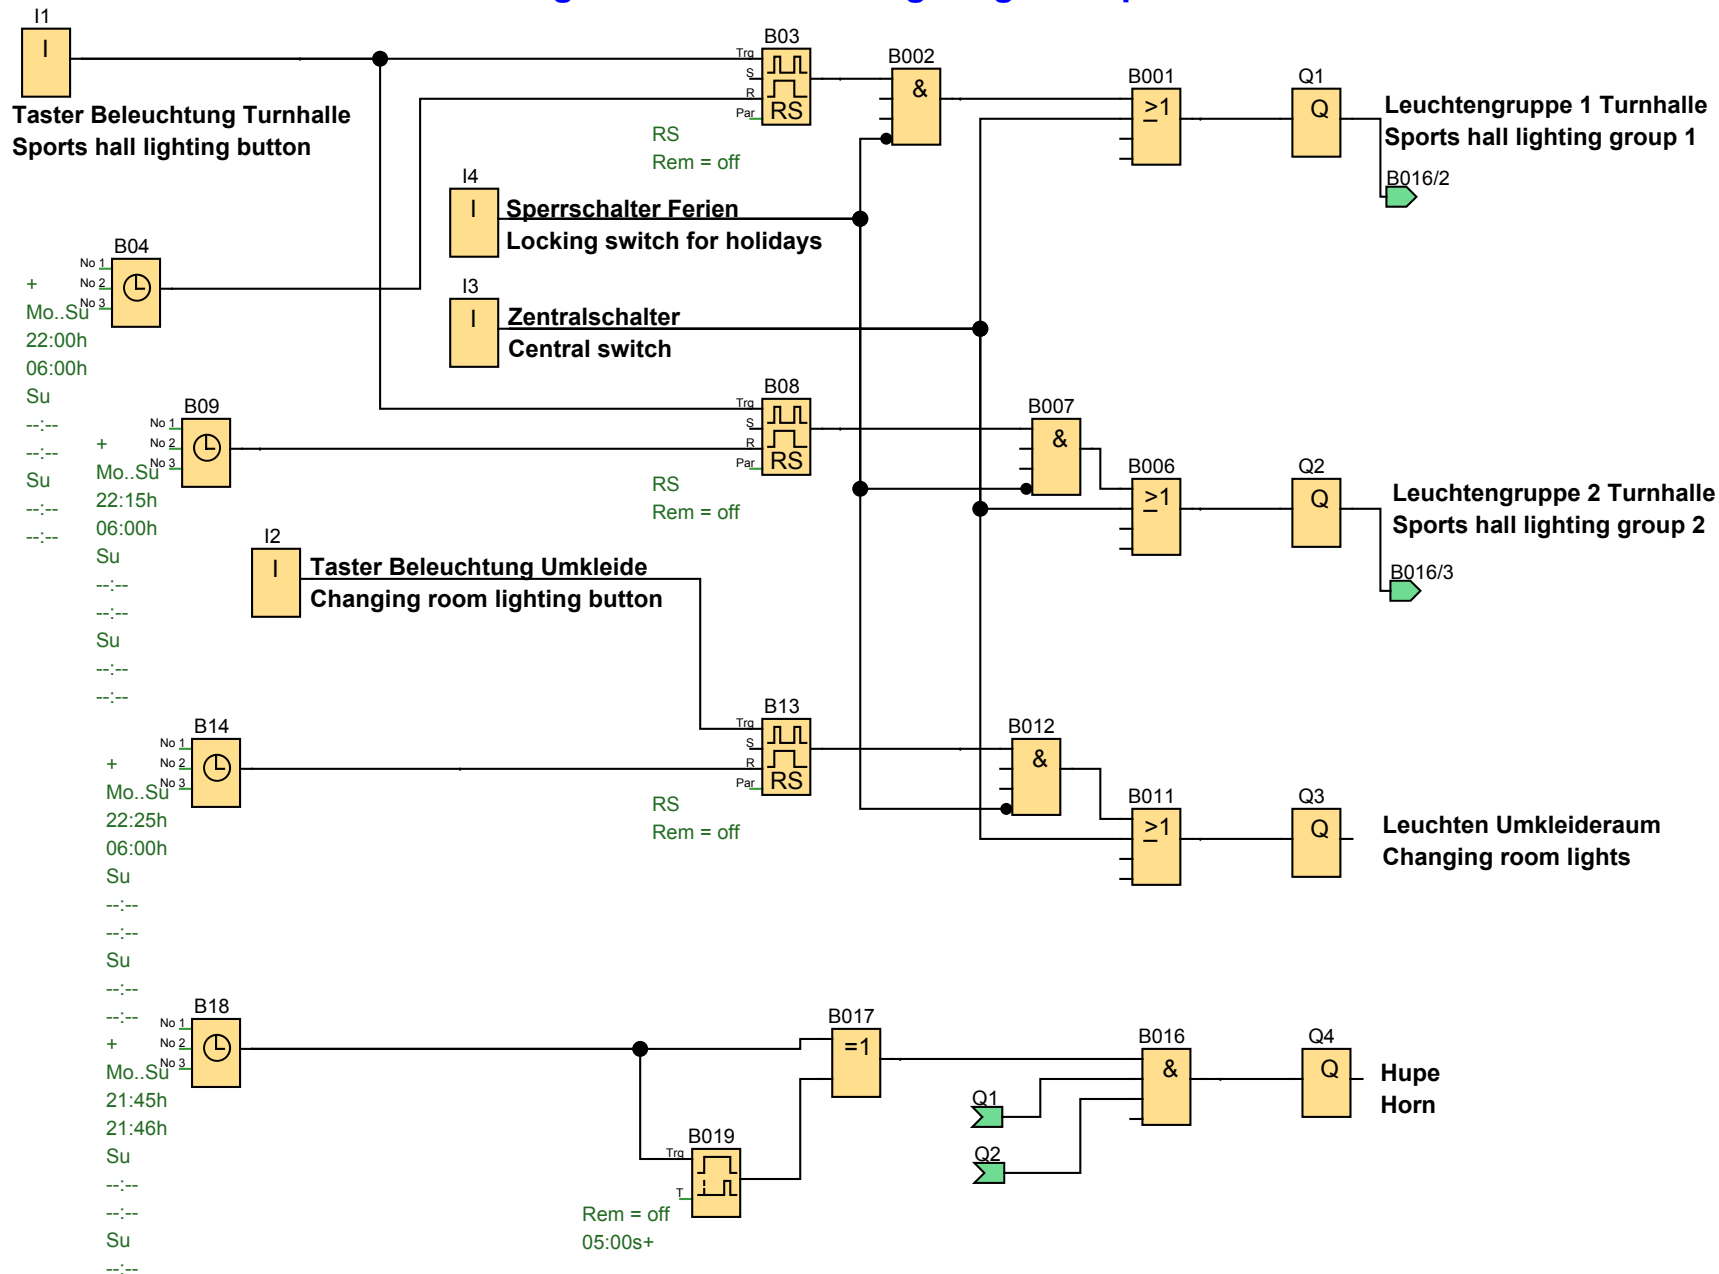 I1
I
Taster Beleuchtung Turnhalle
Sports hall lighting button
B03
Trg
S
R
Par
RS
RS
Rem = off
B002
&
B001
≥1
Q1
Q
Leuchtengruppe 1 Turnhalle
Sports hall lighting group 1
B016/2
I4
I
Sperrschalter Ferien
Locking switch for holidays
B04
No 1
No 2
No 3
+
Mo..Su
22:00h
06:00h
Su
--:--
--:--
Su
--:--
--:--
I3
I
Zentralschalter
Central switch
B09
No 1
No 2
No 3
+
Mo..Su
22:15h
06:00h
Su
--:--
--:--
Su
--:--
--:--
B08
Trg
S
R
Par
RS
RS
Rem = off
B007
&
B006
≥1
Q2
Q
Leuchtengruppe 2 Turnhalle
Sports hall lighting group 2
B016/3
I2
I
Taster Beleuchtung Umkleide
Changing room lighting button
B14
No 1
No 2
No 3
+
Mo..Su
22:25h
06:00h
Su
--:--
--:--
Su
--:--
--:--
B13
Trg
S
R
Par
RS
RS
Rem = off
B012
&
B011
≥1
Q3
Q
Leuchten Umkleideraum
Changing room lights
B18
No 1
No 2
No 3
+
Mo..Su
21:45h
21:46h
Su
--:--
--:--
Su
--:--
B017
=1
B019
Trg
T
Rem = off
05:00s+
Q1
Q2
B016
&
Q4
Q
Hupe
Horn